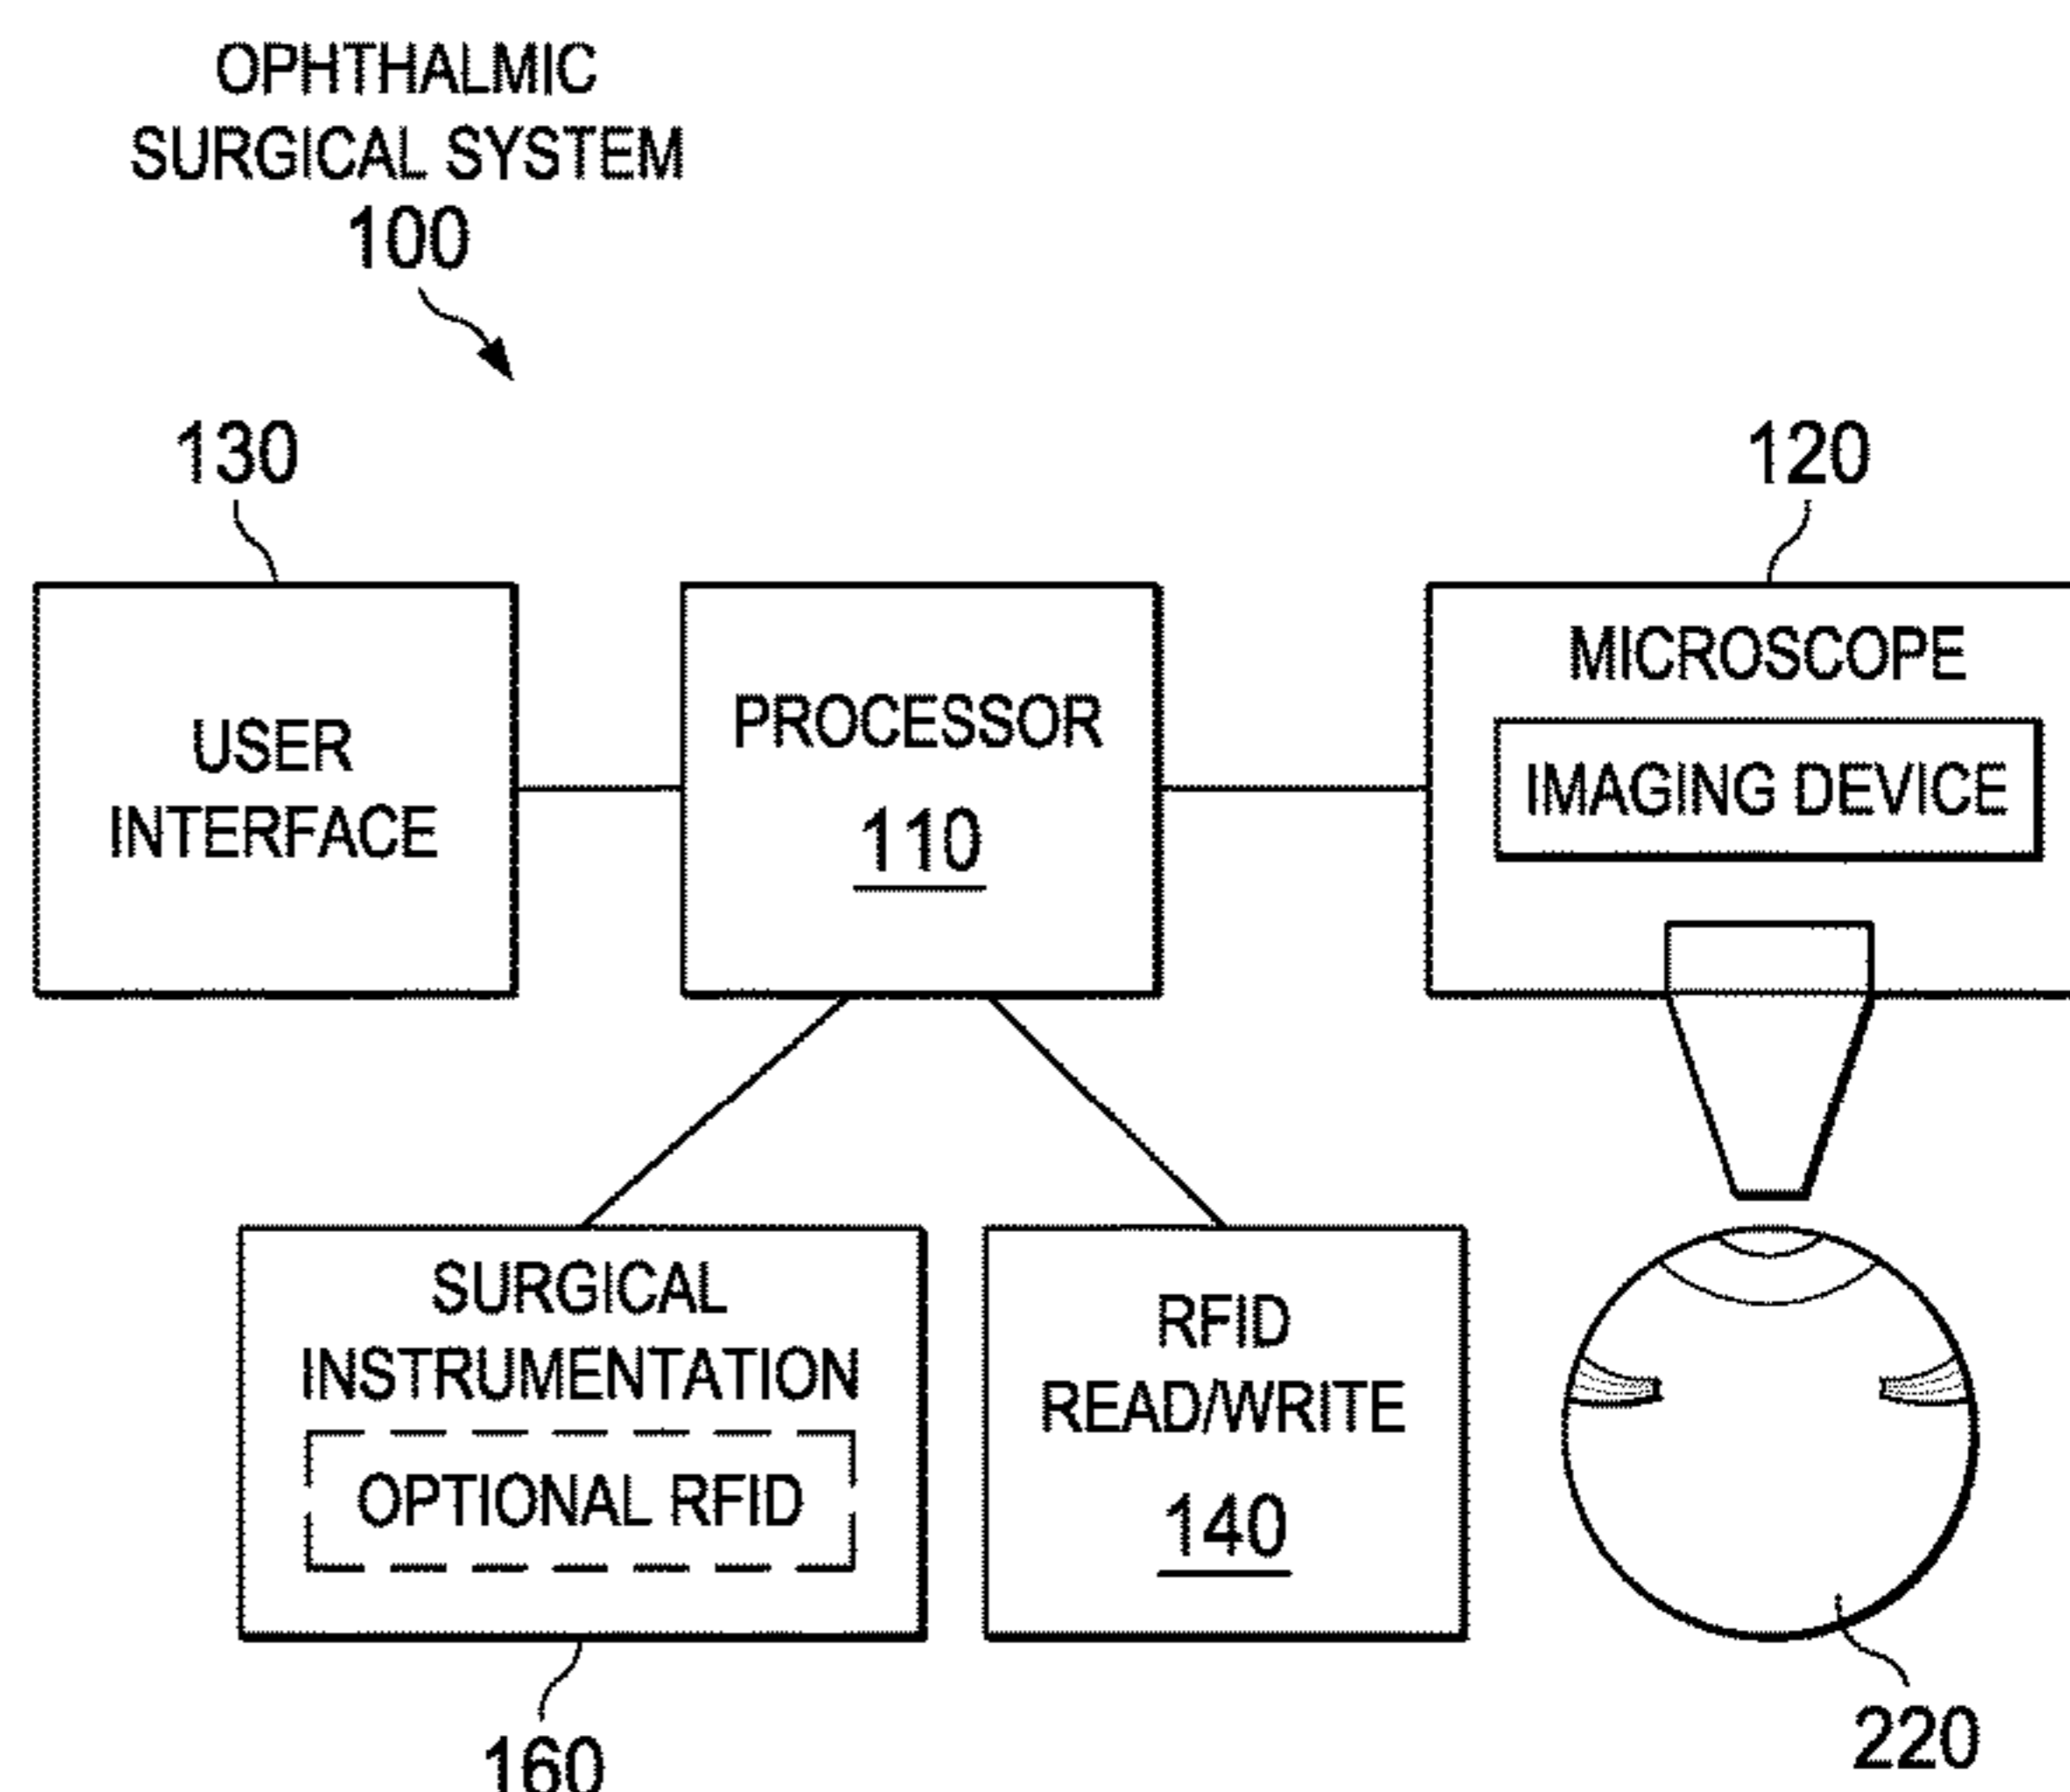 OPHTHALMIC
SURGICAL SYSTEM
100
130
120
USER
INTERFACE
PROCESSOR
110
MICROSCOPE
IMAGING DEVICE
SURGICAL
INSTRUMENTATION
OPTIONAL RFID
160
RFID
READ/WRITE
140
220